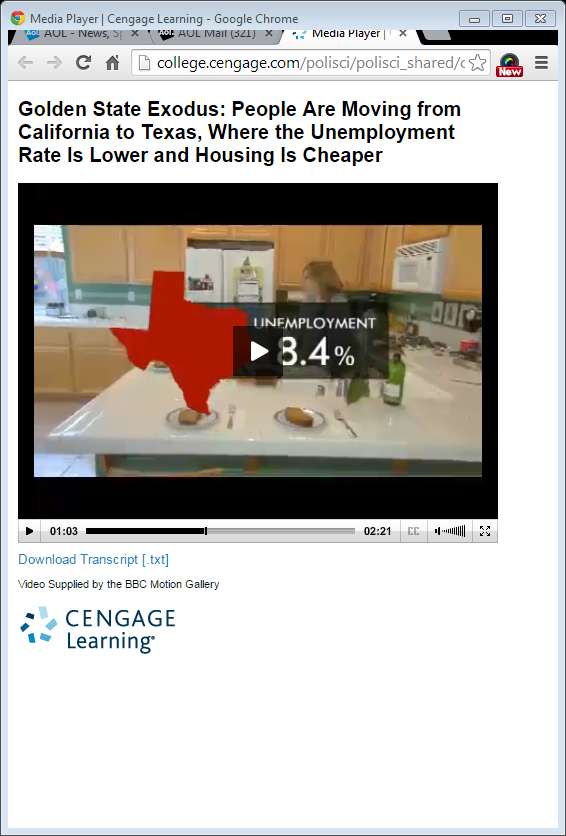 Media Player | Cengage Learning - Google Chrome
AOL - News, Sp
AOL Mail (321)
Media Player |
college.cengage.com/polisci/polisci_shared/c
New
Golden State Exodus: People Are Moving from
California to Texas, Where the Unemployment
Rate Is Lower and Housing Is Cheaper
UNEMPLOYMENT
8.4%
01:03
02:21
CC
Download Transcript [.txt]
Video Supplied by the BBC Motion Gallery
CENGAGE
Learning®